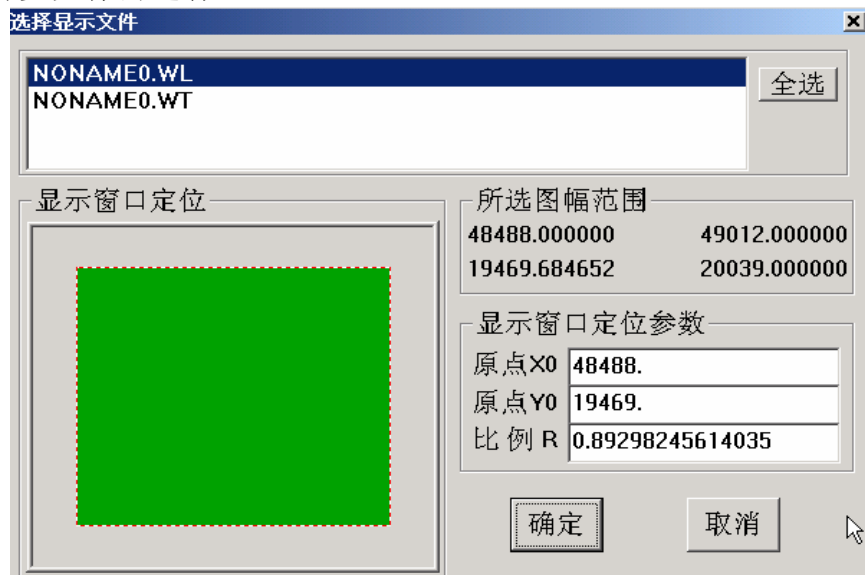 选择显示文件
NONAME0.WL
NONAME0.WT
全选
显示窗口定位
所选图幅范围
48488.000000 49012.000000
19469.684652 20039.000000
显示窗口定位参数
原点X0 48488.
原点Y0 19469.
比 例 R 0.89298245614035
确定 取消